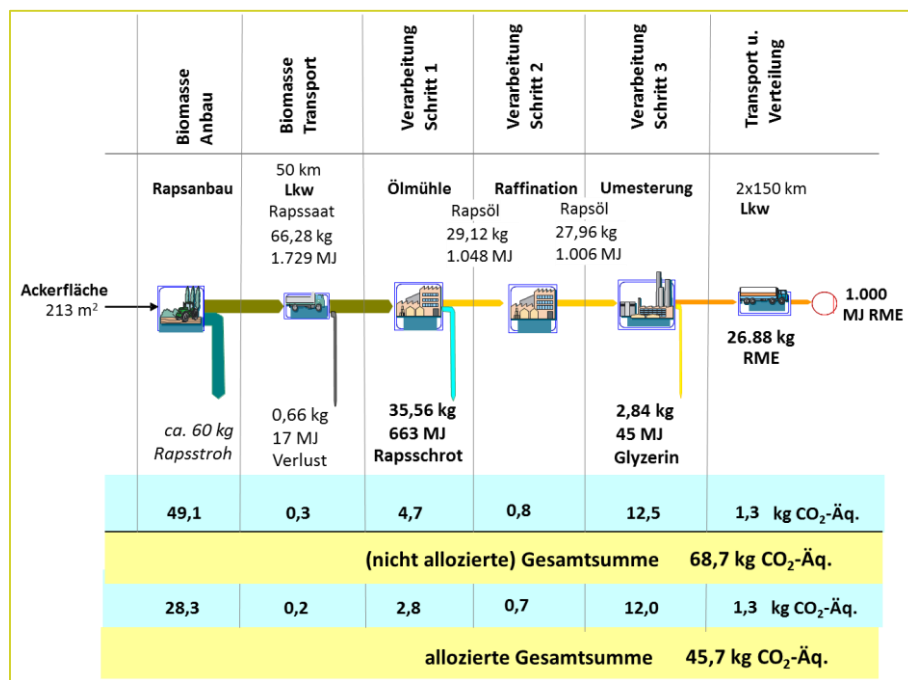 Biomasse
Anbau
Biomasse
Transport
Verarbeitung
Schritt 1
Verarbeitung
Schritt 2
Verarbeitung
Schritt 3
Transport u.
Verteilung
Rapsanbau
50 km
Lkw
Rapssaat
66,28 kg
1.729 MJ
Ölmühle
Rapsöl
29,12 kg
1.048 MJ
Raffination
Rapsöl
27,96 kg
1.006 MJ
Umesterung
2x150 km
Lkw
Ackerfläche
213 m²
1.000
MJ RME
26.88 kg
RME
ca. 60 kg
Rapsstroh
0,66 kg
17 MJ
Verlust
35,56 kg
663 MJ
Rapsschrot
2,84 kg
45 MJ
Glyzerin
49,1 0,3 4,7 0,8 12,5 1,3 kg CO₂-Äq.
(nicht allozierte) Gesamtsumme 68,7 kg CO₂-Äq.
28,3 0,2 2,8 0,7 12,0 1,3 kg CO₂-Äq.
allozierte Gesamtsumme 45,7 kg CO₂-Äq.